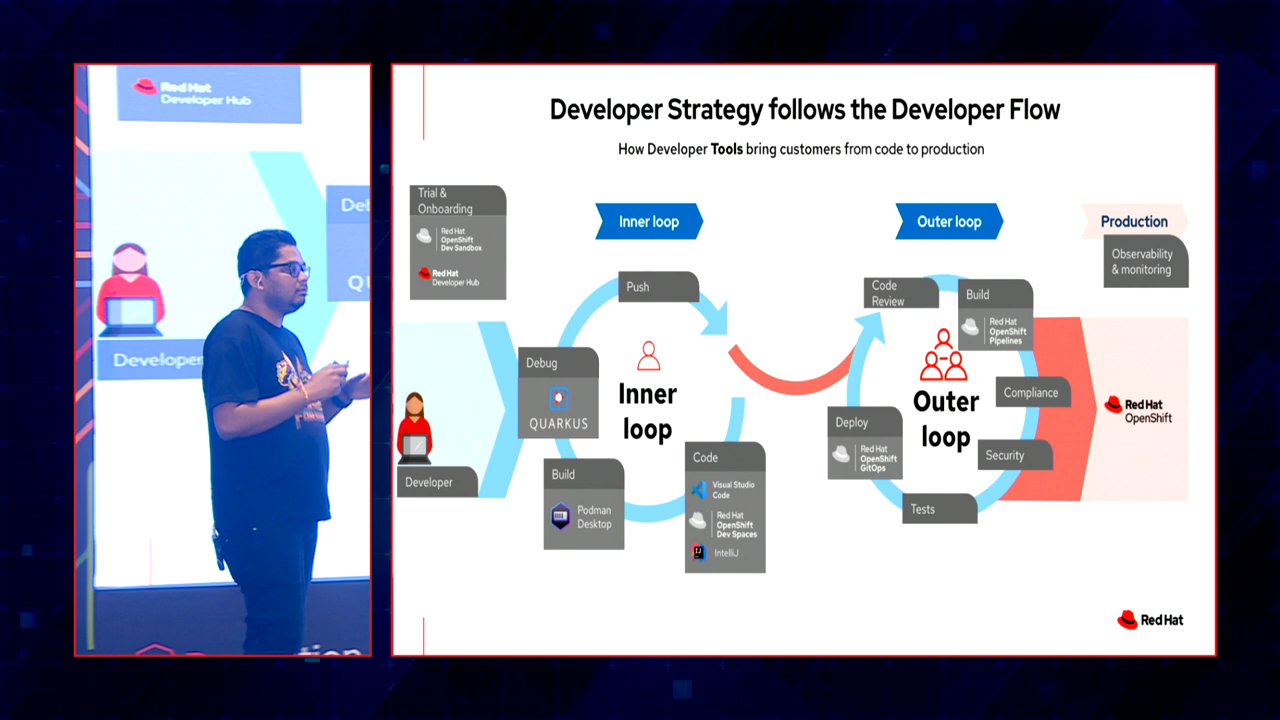 Red Hat
Developer Hub
Developer
Developer Strategy follows the Developer Flow
How Developer Tools bring customers from code to production
Trial &
Onboarding
Red Hat
OpenShift
Dev Sandbox
Red Hat
Developer Hub
Developer
Inner loop
Push
Debug
QUARKUS
Build
Podman
Desktop
Code
Visual Studio
Code
Red Hat
OpenShift
Dev Spaces
IJ
IntelliJ
Inner
loop
Outer loop
Code
Review
Build
Red Hat
OpenShift
Pipelines
Compliance
Security
Tests
Deploy
Red Hat
OpenShift
GitOps
Outer
loop
Production
Observability
& monitoring
Red Hat
OpenShift
Red Hat